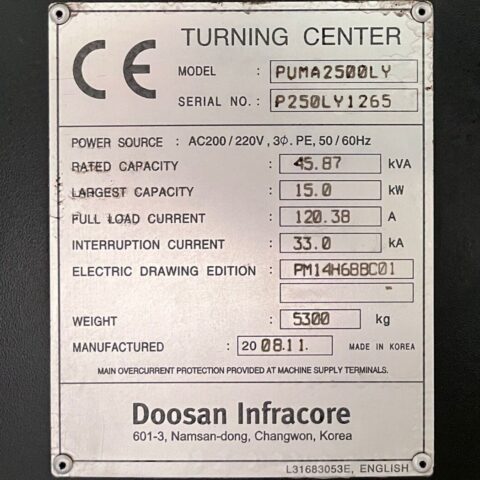 CE TURNING CENTER
MODEL : PUMA2500LY
SERIAL NO. : P250LY1265
POWER SOURCE : AC200/220V, 3Φ. PE, 50/60Hz
RATED CAPACITY : 45.87 kVA
LARGEST CAPACITY : 15.0 kW
FULL LOAD CURRENT : 120.38 A
INTERRUPTION CURRENT : 33.0 kA
ELECTRIC DRAWING EDITION : PM14H6BBC01
WEIGHT : 5300 kg
MANUFACTURED : 2008.11. MADE IN KOREA
MAIN OVERCURRENT PROTECTION PROVIDED AT MACHINE SUPPLY TERMINALS.
Doosan Infracore
601-3, Namsan-dong, Changwon, Korea
L31683053E, ENGLISH